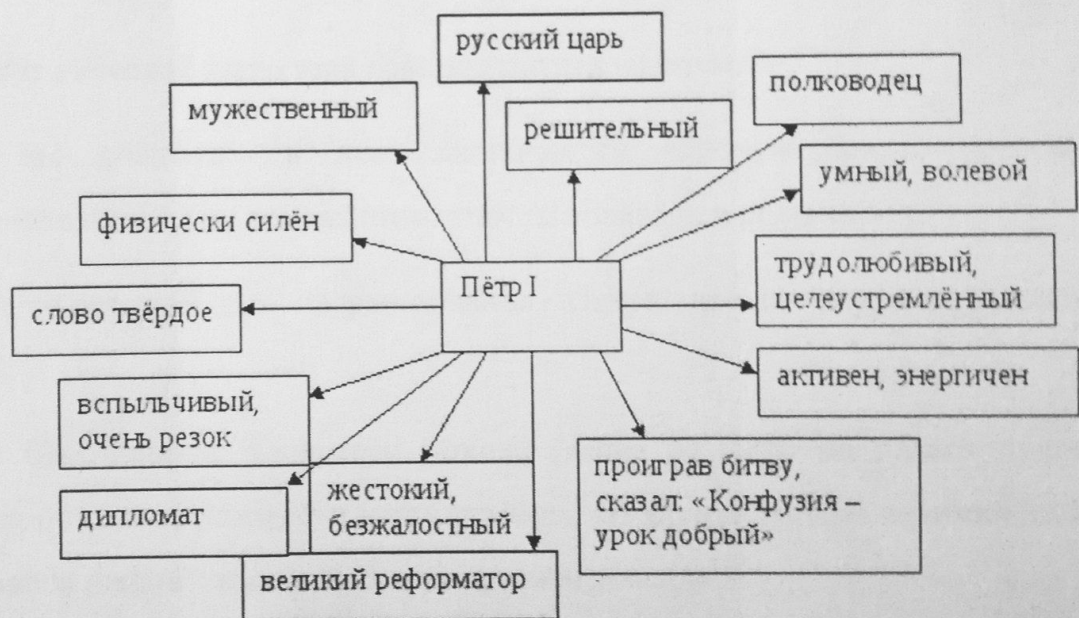 русский царь
полководец
мужественный
решительный
умный, волевой
физически силён
Пётр I
трудолюбивый,
целеустремлённый
слово твёрдое
активен, энергичен
вспыльчивый,
очень резок
проиграв битву,
сказал: «Конфузия –
урок добрый»
жестокий,
безжалостный
дипломат
великий реформатор